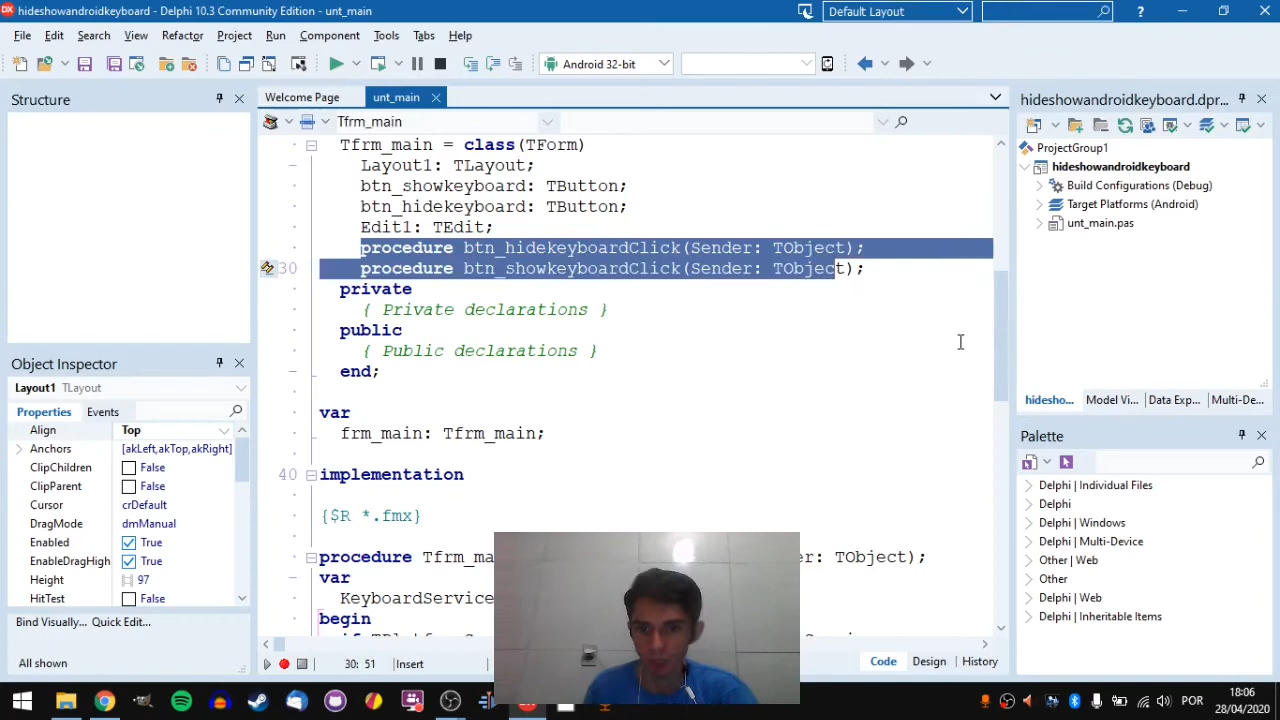 hideshowandroidkeyboard - Delphi 10.3 Community Edition - unt_main
Default Layout
?
File Edit Search View Refactor Project Run Component Tools Tabs Help
Android 32-bit
Structure
Welcome Page
unt_main
Tfrm_main
Tfrm_main = class(TForm)
Layout1: TLayout;
btn_showkeyboard: TButton;
btn_hidekeyboard: TButton;
Edit1: TEdit;
procedure btn_hidekeyboardClick(Sender: TObject);
30 procedure btn_showkeyboardClick(Sender: TObject);
private
{ Private declarations }
public
{ Public declarations }
end;
var
frm_main: Tfrm_main;
40 implementation
{$R *.fmx}
procedure Tfrm_ma
er: TObject);
var
KeyboardService
begin
30: 51 Insert
Code Design History
Object Inspector
Layout1 TLayout
Properties Events
Align Top
Anchors [akLeft,akTop,akRight]
ClipChildren False
ClipParent False
Cursor crDefault
DragMode dmManual
Enabled True
EnableDragHigh True
Height 97
HitTest False
Bind Visually... Quick Edit...
All shown
hideshowandroidkeyboard.dpr...
ProjectGroup1
hideshowandroidkeyboard
Build Configurations (Debug)
Target Platforms (Android)
unt_main.pas
hidesho... Model Vi... Data Exp... Multi-De...
Palette
Delphi | Individual Files
Delphi
Delphi | Windows
Delphi | Multi-Device
Other | Web
Other
Delphi | Web
Delphi | Inheritable Items
POR
18:06
28/04/2020